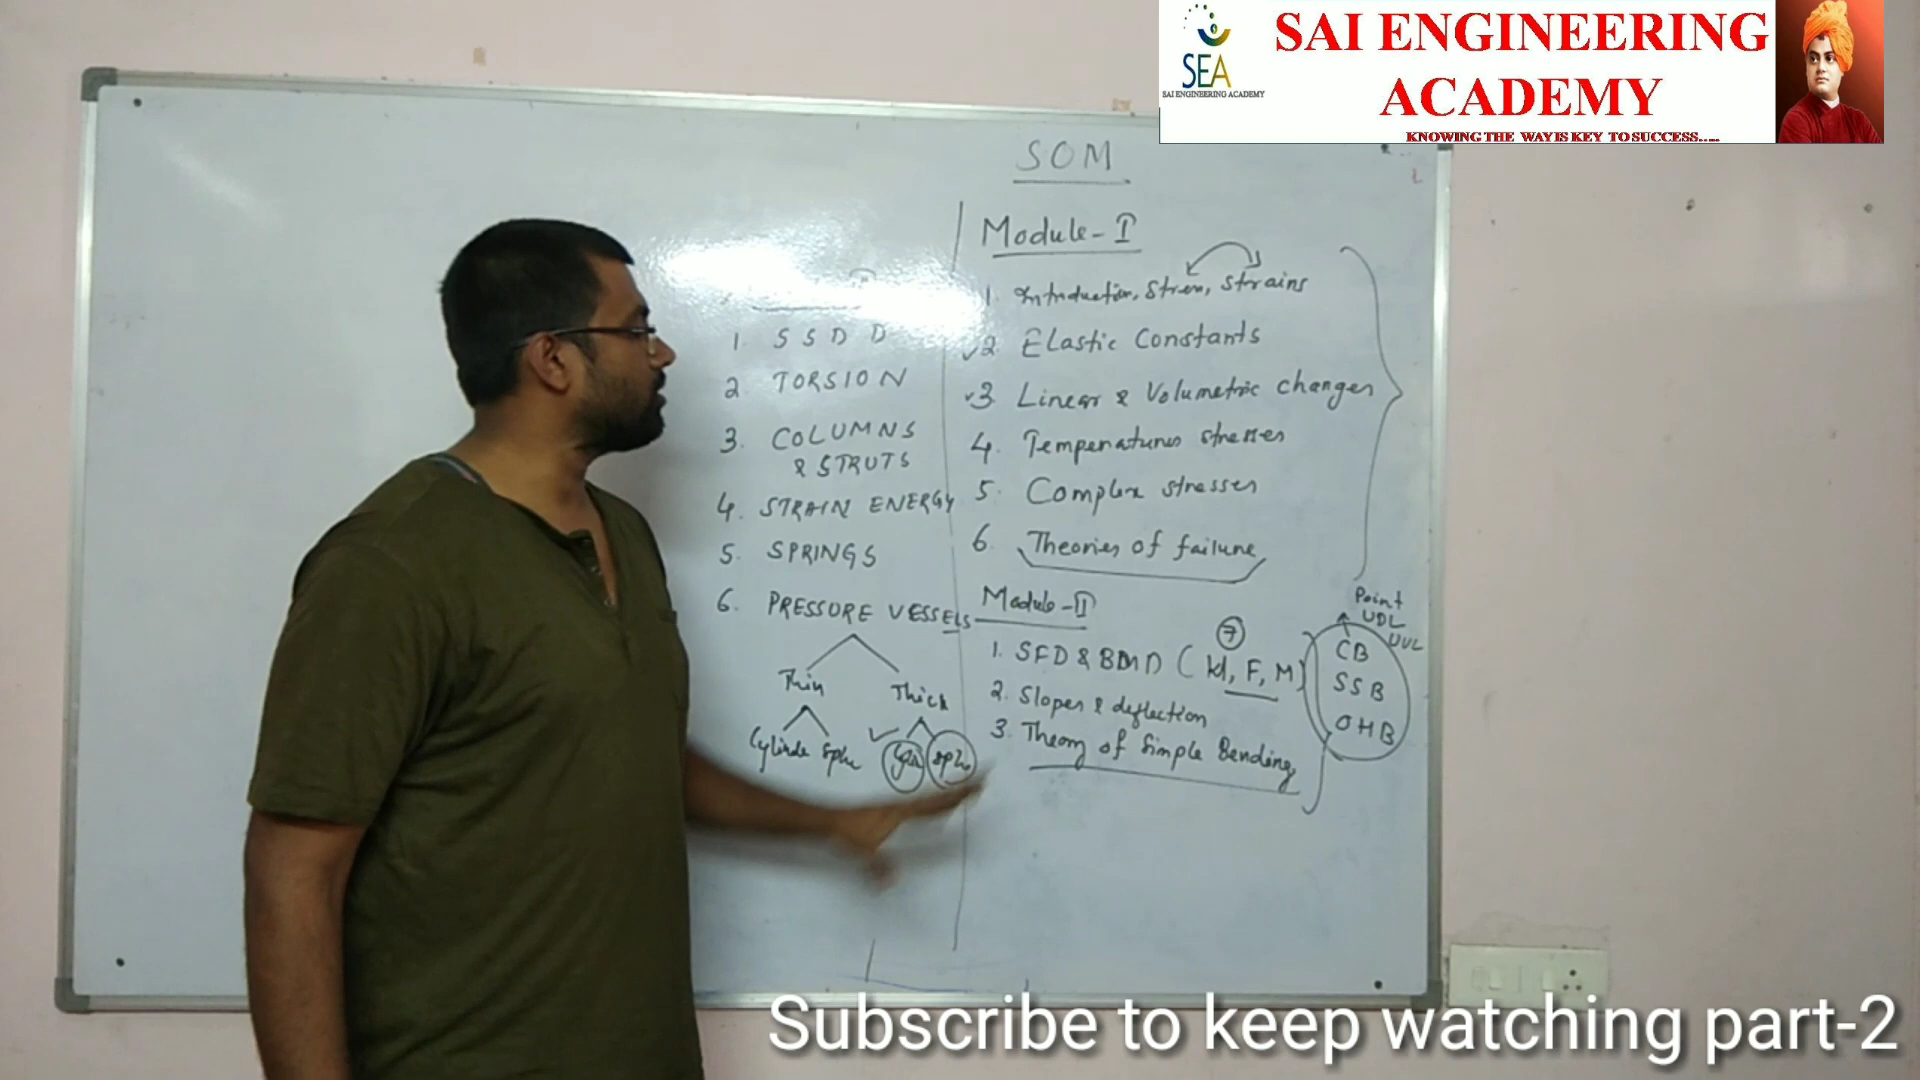 SAI ENGINEERING
ACADEMY
KNOWING THE WAY IS KEY TO SUCCESS.....
SEA
SAI ENGINEERING ACADEMY
SOM
Module-I
1. Introduction, Stress, Strains
2. Elastic Constants
3. Linear & Volumetric changes
4. Temperatures stresses
5. Complex stresses
6. Theories of failure
Module-II
1. SFD & BMD ( Id, F, M)
7
2. Slopes & deflection
3. Theory of Simple Bending
Point
UDL
UVL
CB
SSB
OHB
1. SSDD
2. TORSION
3. COLUMNS
& STRUTS
4. STRAIN ENERGY
5. SPRINGS
6. PRESSURE VESSELS
Thin
Thick
Subscribe to keep watching part-2